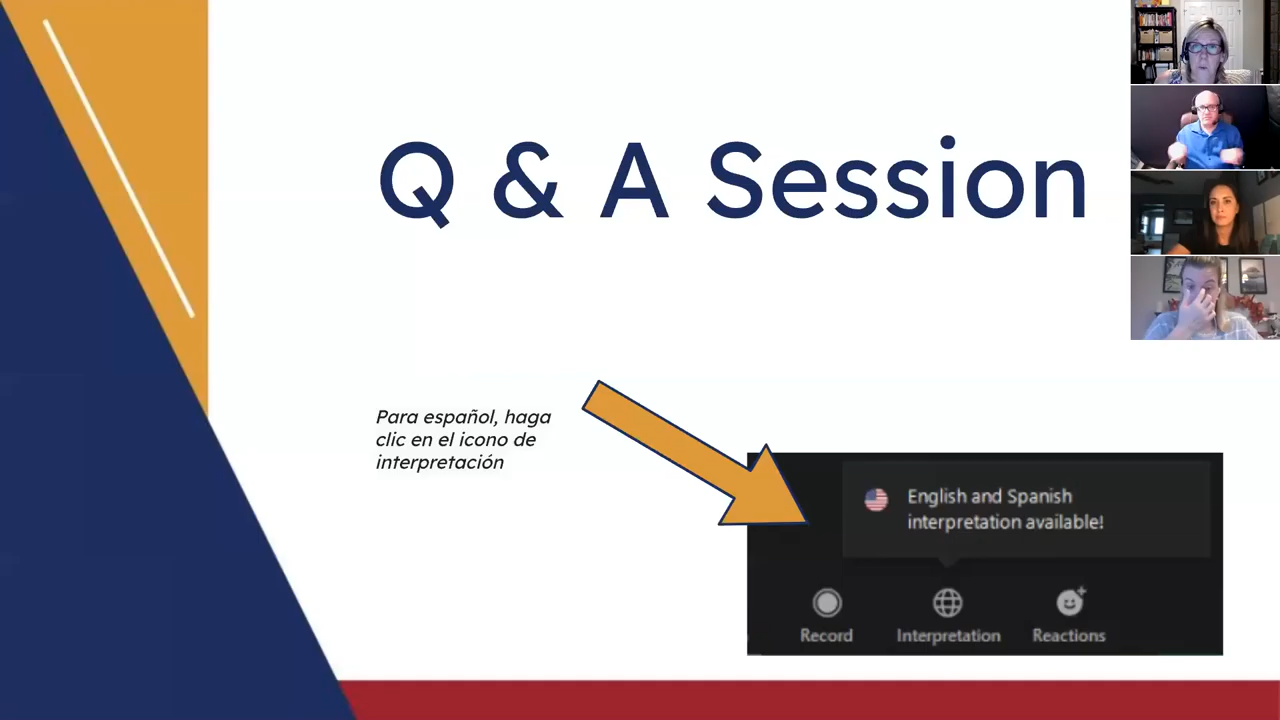 Q & A Session
Para español, haga
clic en el icono de
interpretación
English and Spanish
interpretation available!
Record
Interpretation
Reactions